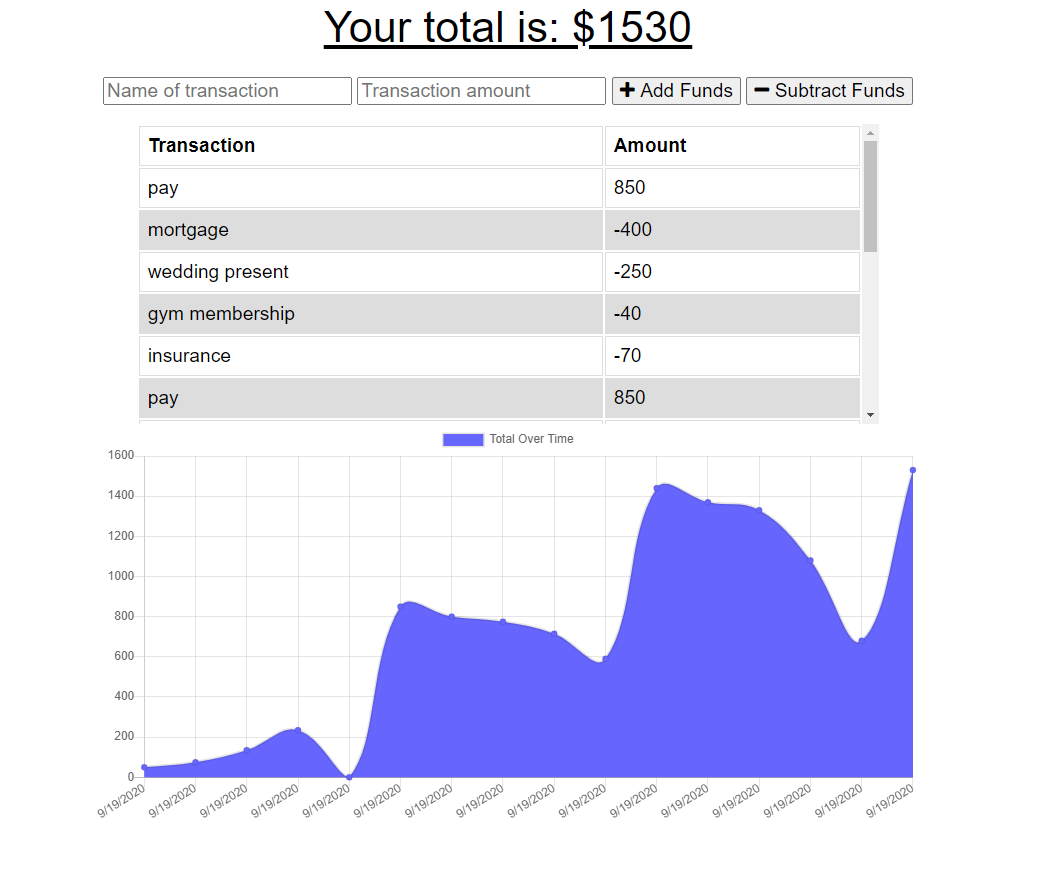 Your total is: $1530
Name of transaction Transaction amount + Add Funds − Subtract Funds
Transaction Amount
pay 850
mortgage -400
wedding present -250
gym membership -40
insurance -70
pay 850
Total Over Time
1600
1400
1200
1000
800
600
400
200
0
9/19/2020 9/19/2020 9/19/2020 9/19/2020 9/19/2020 9/19/2020 9/19/2020 9/19/2020 9/19/2020 9/19/2020 9/19/2020 9/19/2020 9/19/2020 9/19/2020 9/19/2020 9/19/2020